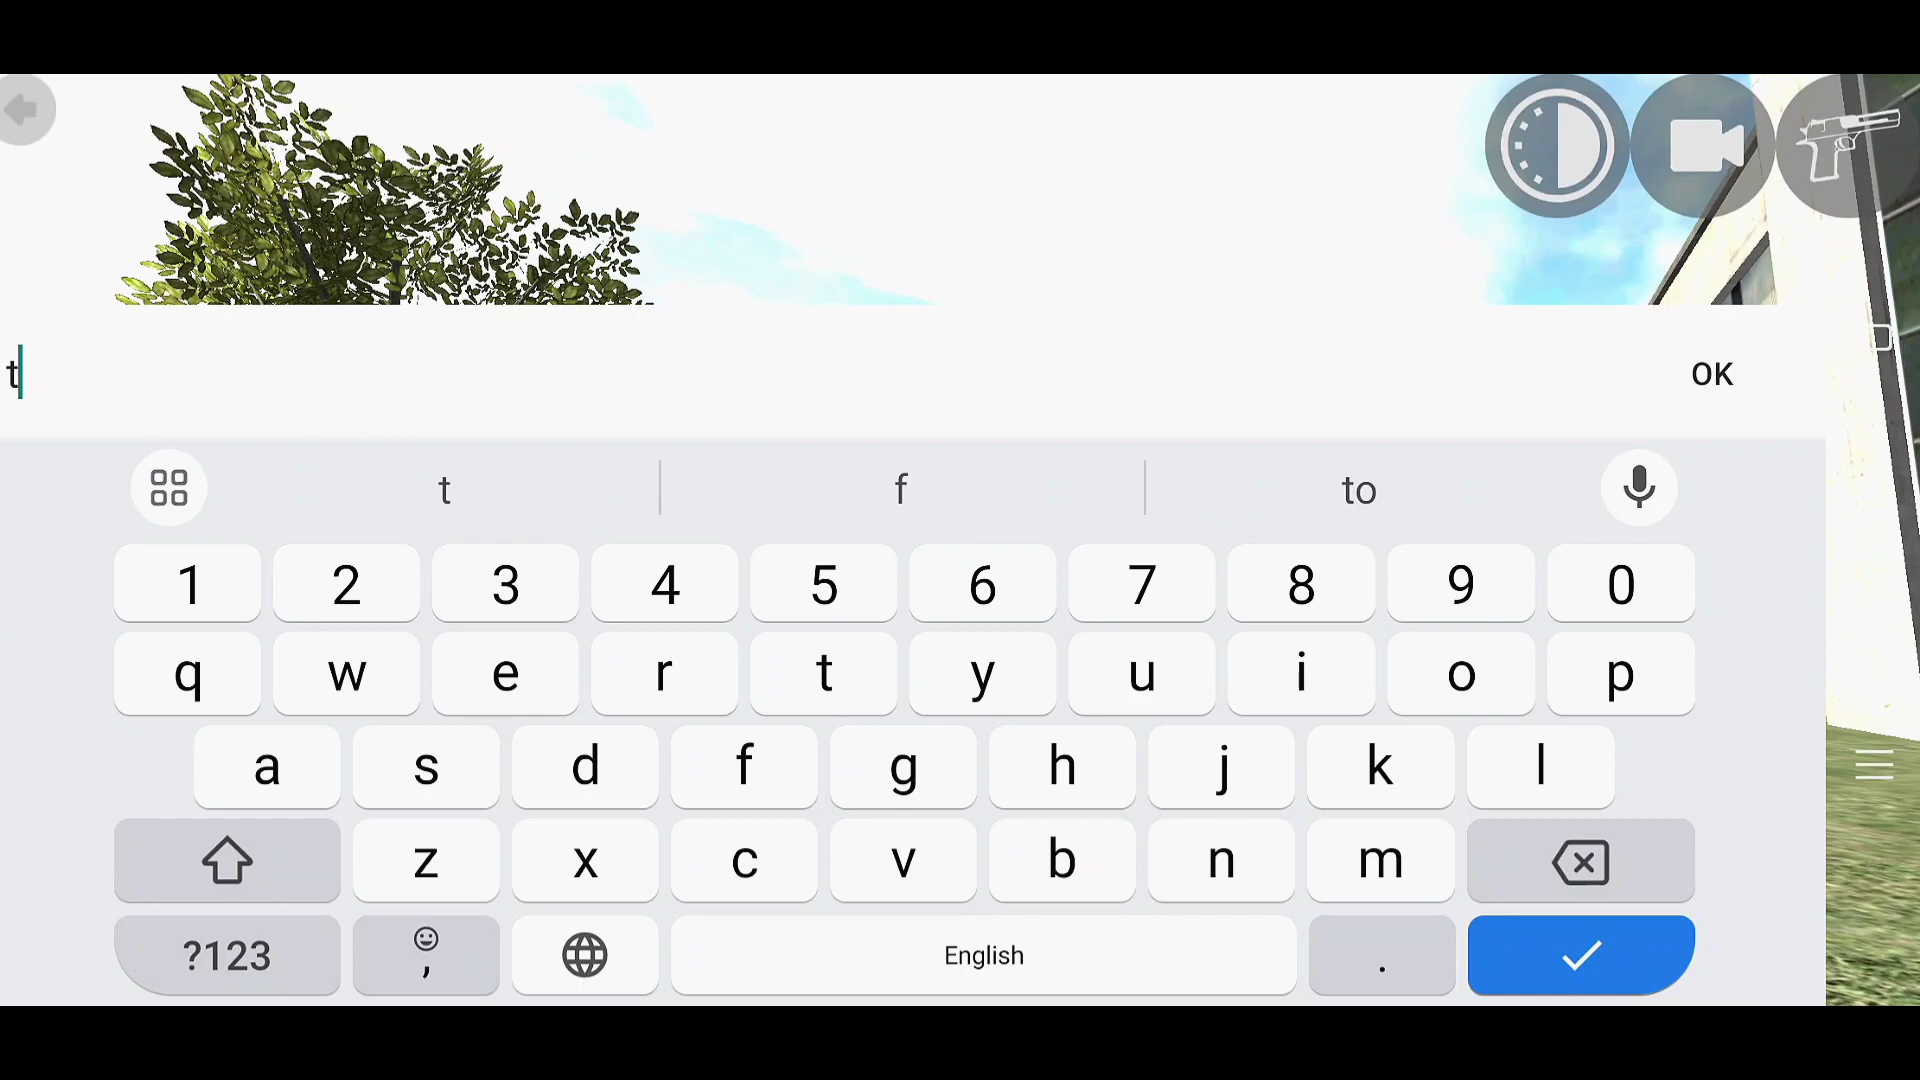 t
OK
t f to
1 2 3 4 5 6 7 8 9 0
q w e r t y u i o p
a s d f g h j k l
z x c v b n m
?123 , English .